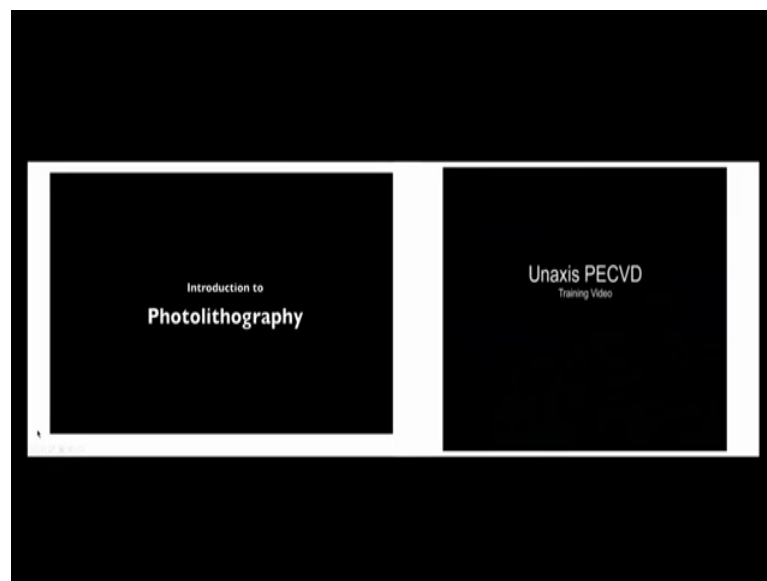 Introduction to
Photolithography
Unaxis PECVD
Training Video